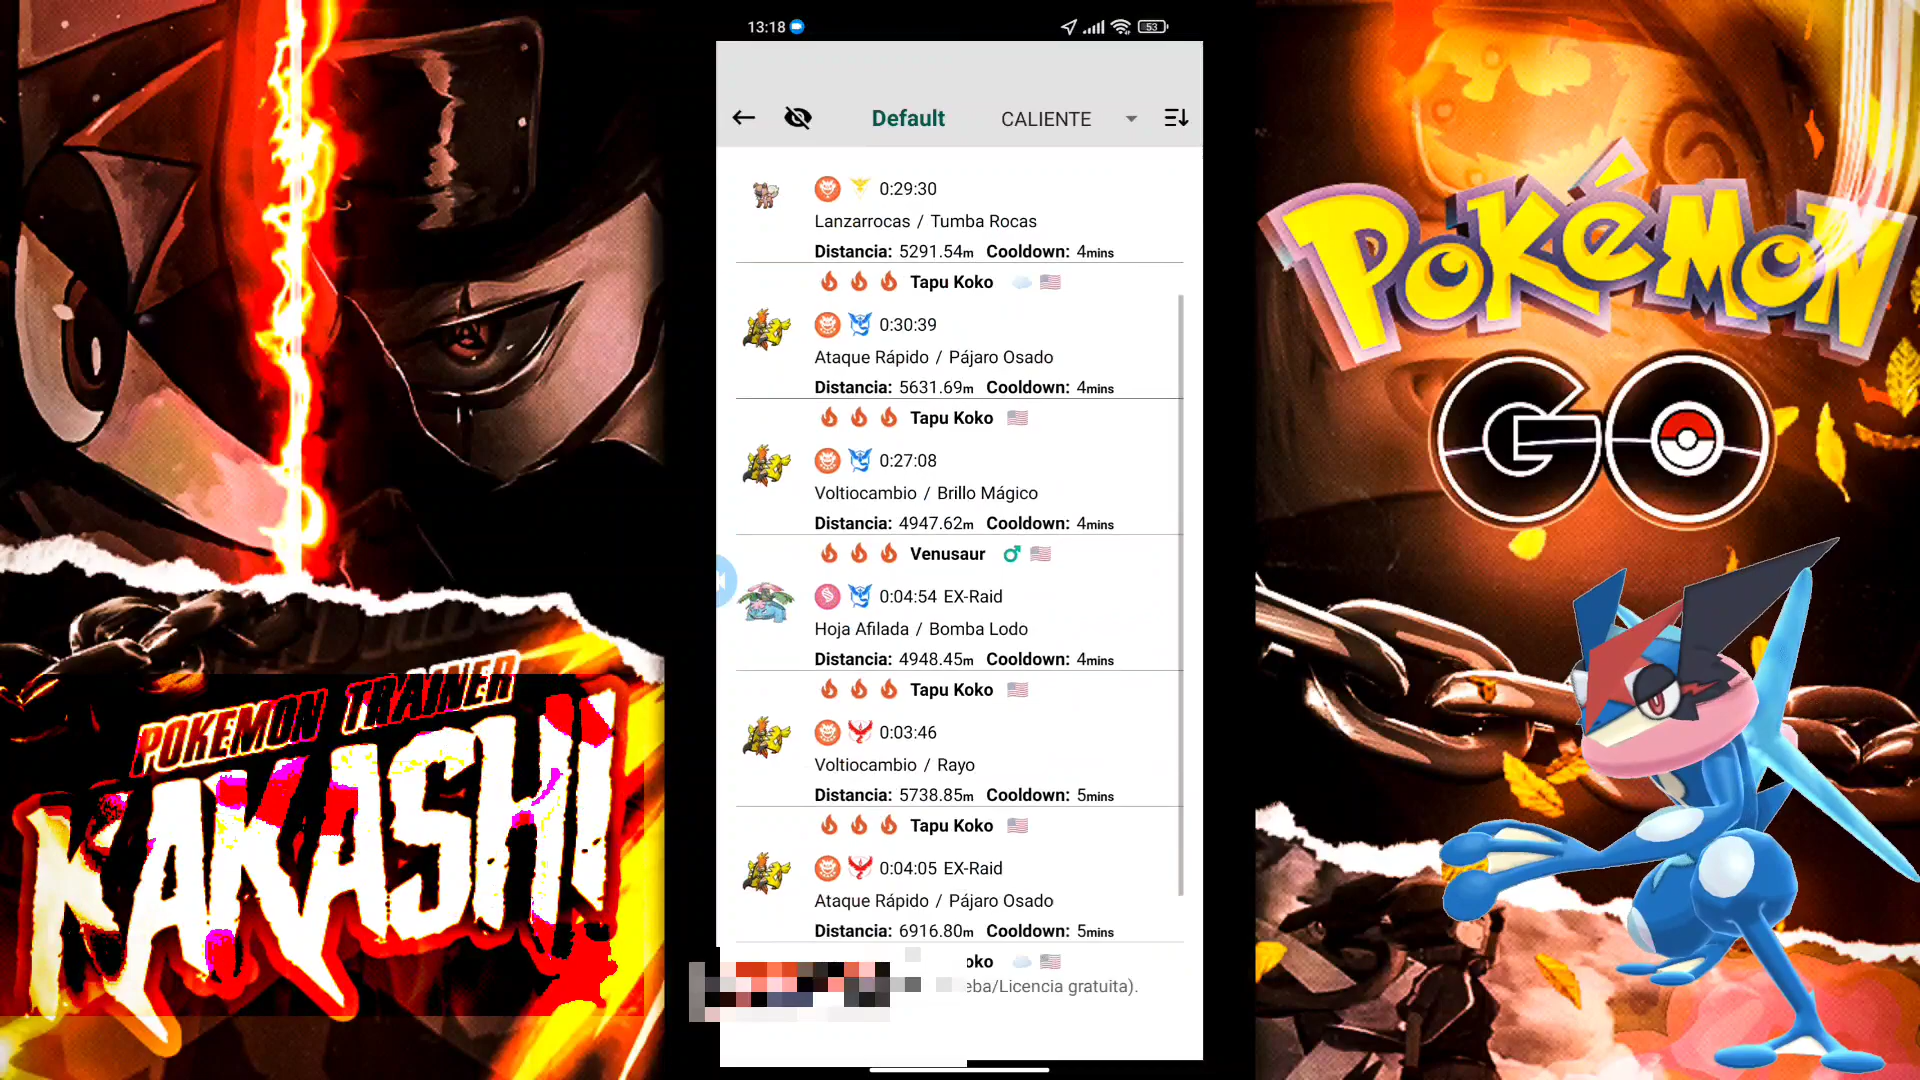 POKEMON TRAINER
KAKASHI
13:18
53
Default
CALIENTE
0:29:30
Lanzarrocas / Tumba Rocas
Distancia: 5291.54m Cooldown: 4mins
Tapu Koko
0:30:39
Ataque Rápido / Pájaro Osado
Distancia: 5631.69m Cooldown: 4mins
Tapu Koko
0:27:08
Voltiocambio / Brillo Mágico
Distancia: 4947.62m Cooldown: 4mins
Venusaur
0:04:54 EX-Raid
Hoja Afilada / Bomba Lodo
Distancia: 4948.45m Cooldown: 4mins
Tapu Koko
0:03:46
Voltiocambio / Rayo
Distancia: 5738.85m Cooldown: 5mins
Tapu Koko
0:04:05 EX-Raid
Ataque Rápido / Pájaro Osado
Distancia: 6916.80m Cooldown: 5mins
oko
eba/Licencia gratuita).
POKéMON
GO